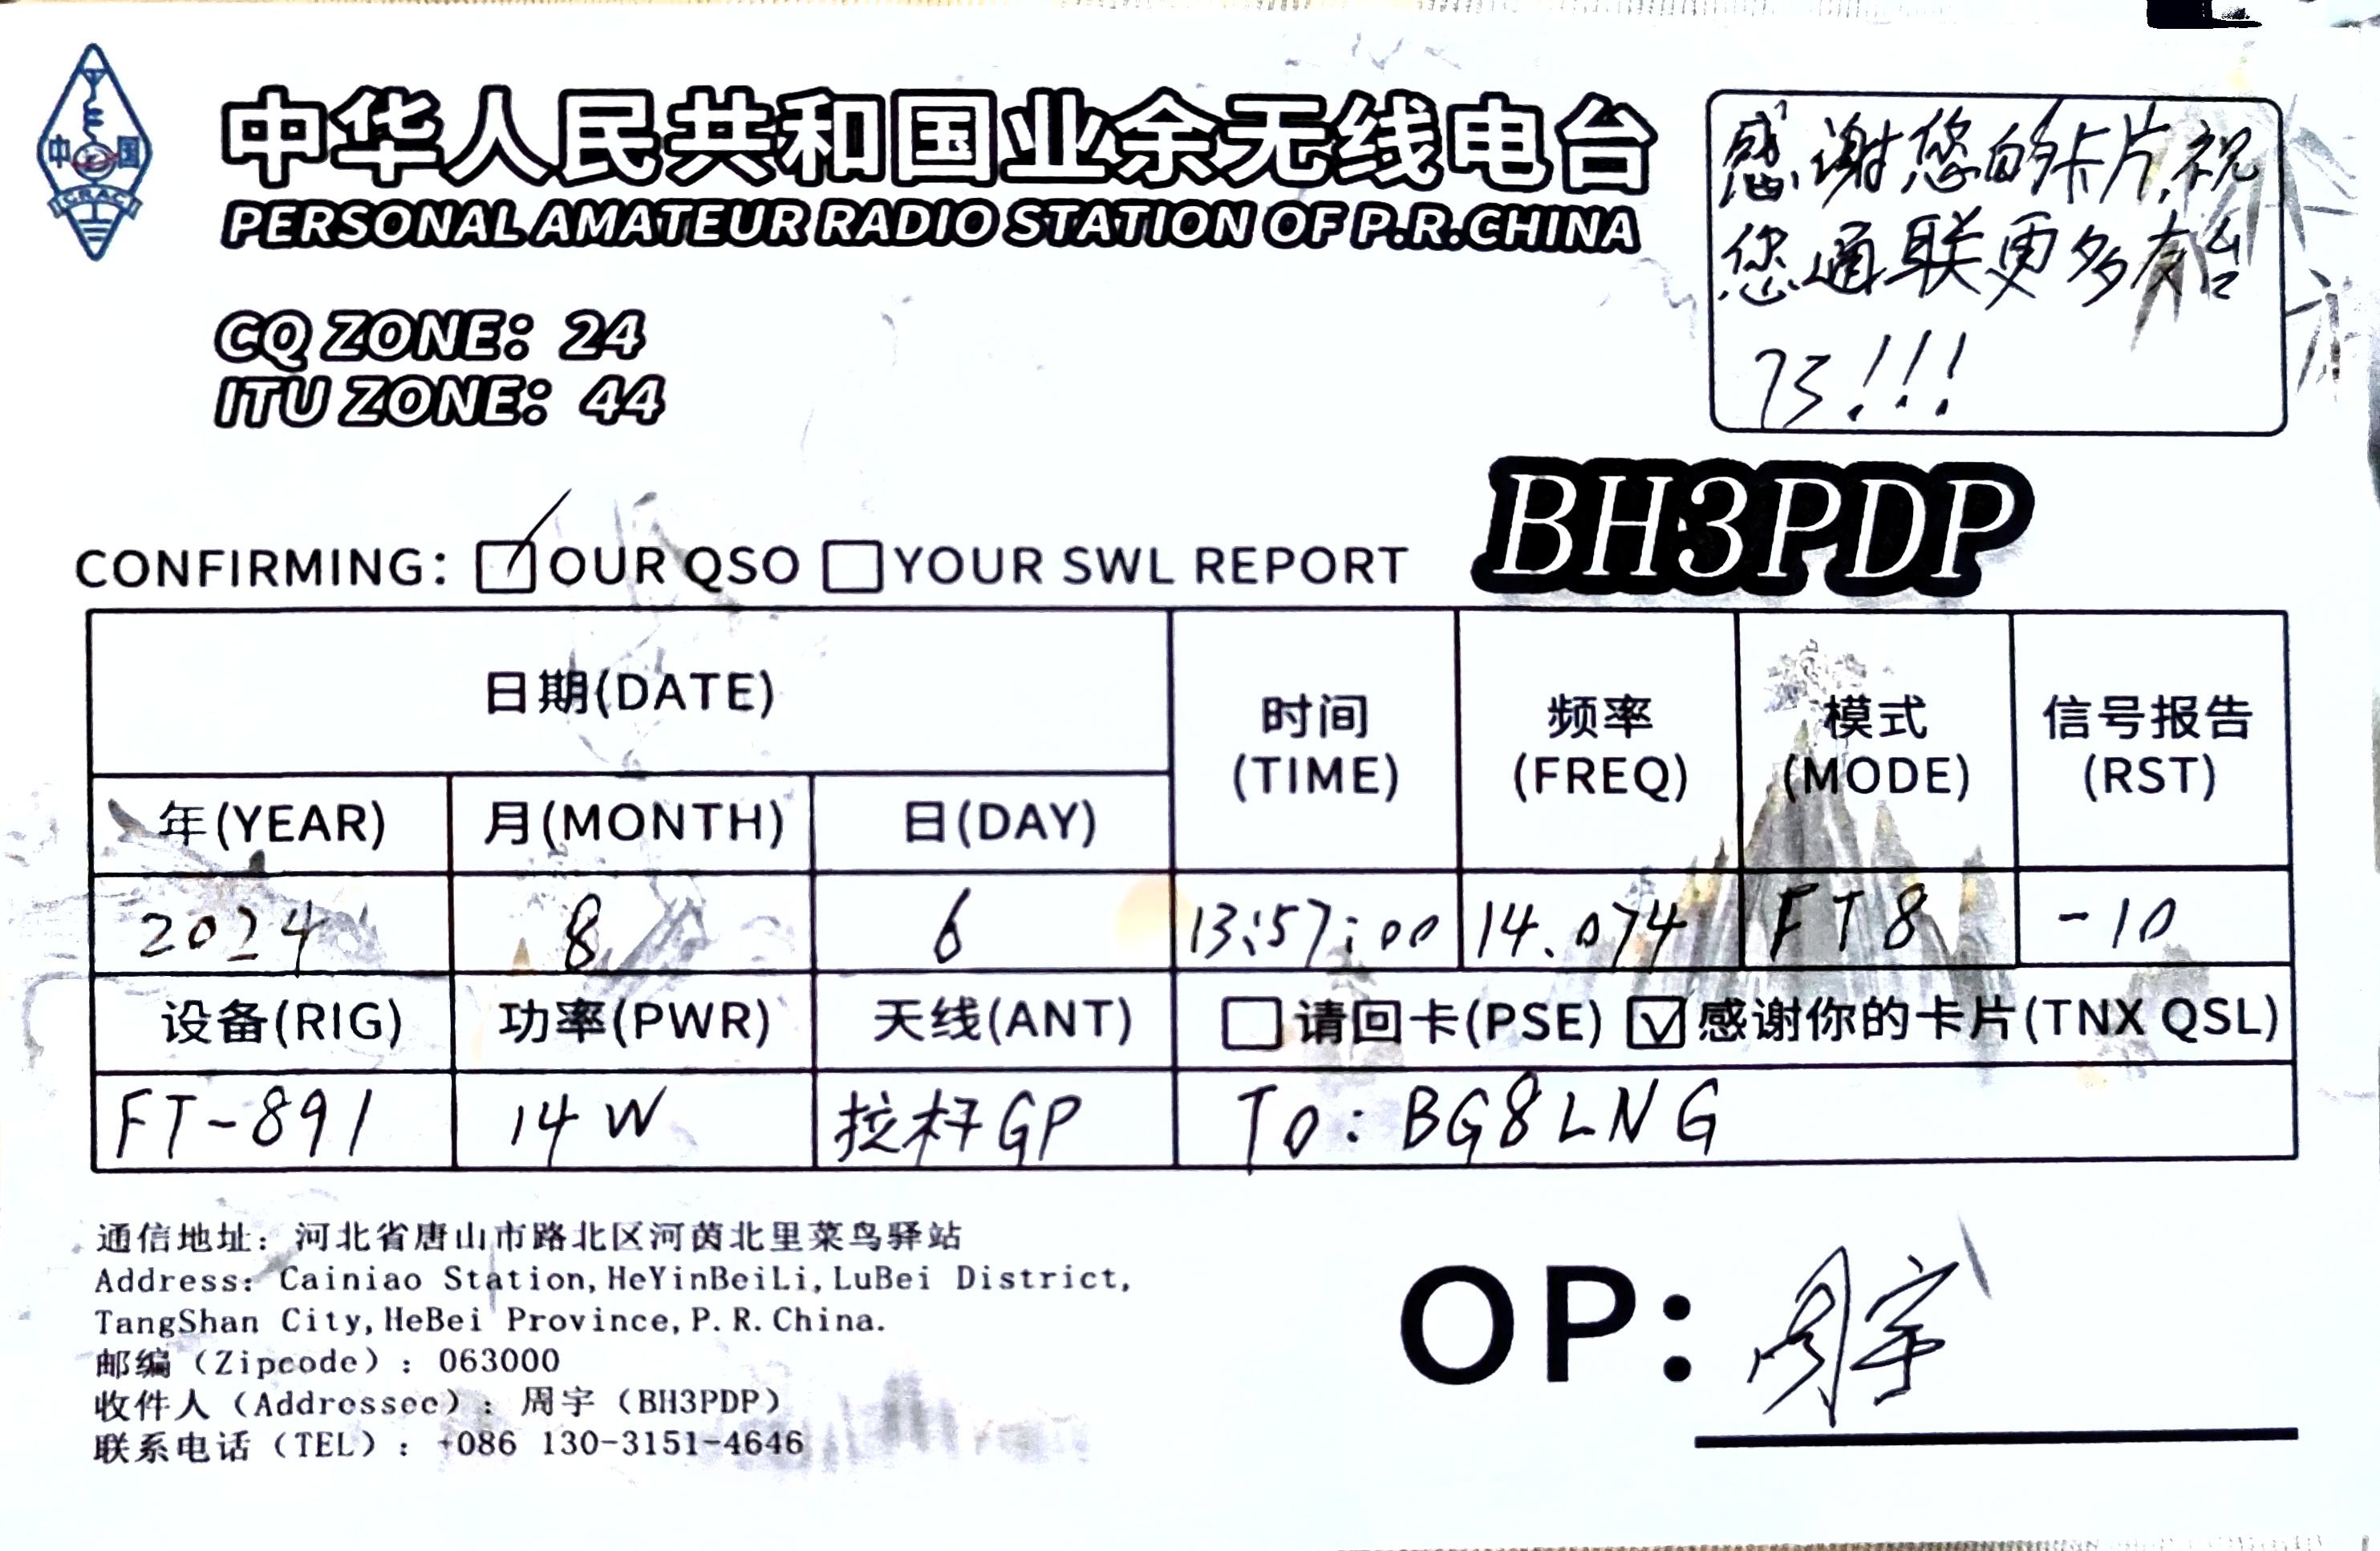 中 国
CRAC
中华人民共和国业余无线电台
PERSONAL AMATEUR RADIO STATION OF P.R.CHINA
CQ ZONE: 24
ITU ZONE: 44
感谢您的卡片,祝
您通联更多友台
73!!!
BH3PDP
CONFIRMING: OUR QSO YOUR SWL REPORT
日期(DATE)
时间 (TIME)
频率 (FREQ)
模式 (MODE)
信号报告 (RST)
年(YEAR) 月(MONTH) 日(DAY)
2024 8 6 13:57:00 14.074 FT8 -10
设备(RIG) 功率(PWR) 天线(ANT) 请回卡(PSE) 感谢你的卡片(TNX QSL)
FT-891 14W 拉杆GP TO: BG8LNG
通信地址: 河北省唐山市路北区河茵北里菜鸟驿站
Address: Cainiao Station,HeYinBeiLi,LuBei District,
TangShan City,HeBei Province,P.R.China.
邮编(Zipcode): 063000
收件人(Addressee): 周宇(BH3PDP)
联系电话(TEL): +086 130-3151-4646
OP: 周宇